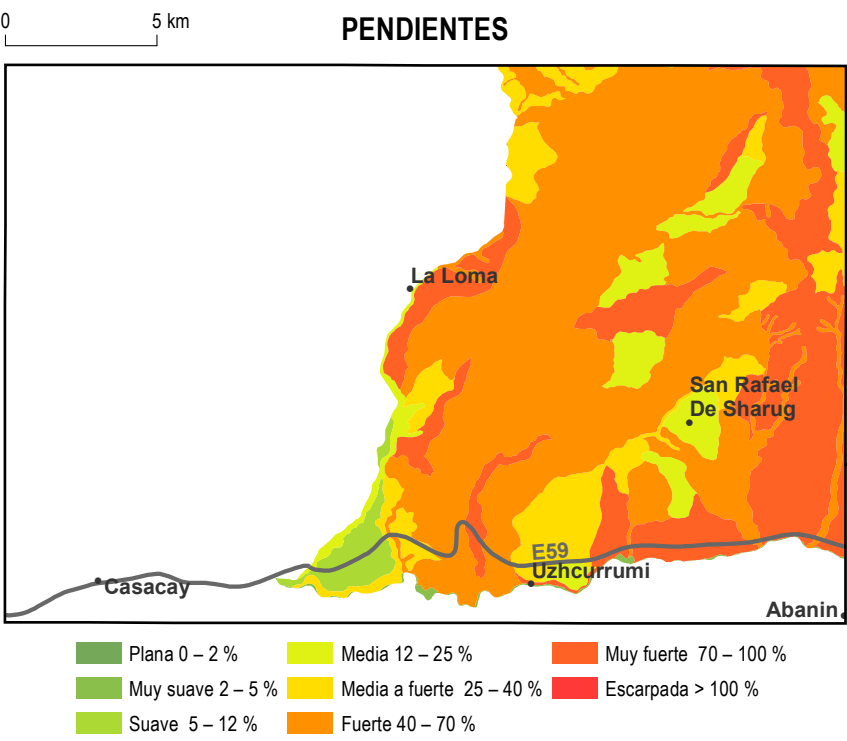 0 5 km
PENDIENTES
La Loma
San Rafael
De Sharug
E59
Uzhcurrumi
Casacay
Abanin
Plana 0 – 2 %
Muy suave 2 – 5 %
Suave 5 – 12 %
Media 12 – 25 %
Media a fuerte 25 – 40 %
Fuerte 40 – 70 %
Muy fuerte 70 – 100 %
Escarpada > 100 %